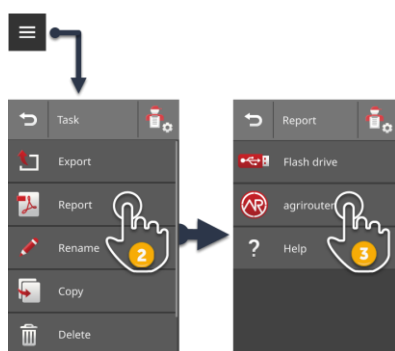 Task
Export
Report
Rename
2
Copy
Delete
Report
Flash drive
AR
agrirouter
Help
?
3